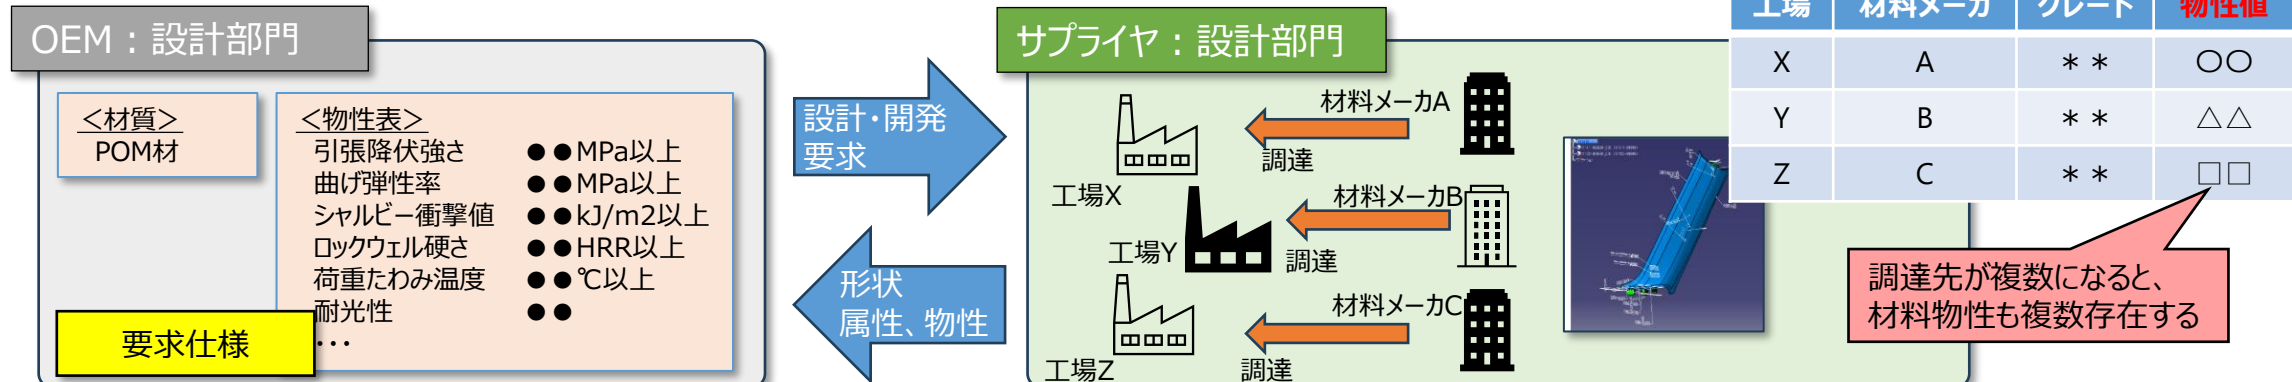 OEM：設計部門
＜材質＞
POM材
＜物性表＞
引張降伏強さ ●●MPa以上
曲げ弾性率 ●●MPa以上
シャルピー衝撃値 ●●kJ/m2以上
ロックウェル硬さ ●●HRR以上
荷重たわみ温度 ●●℃以上
耐光性 ●●
・・・
要求仕様
設計・開発
要求
形状
属性、物性
サプライヤ：設計部門
材料メーカA
調達
工場X
材料メーカB
工場Y
調達
材料メーカC
工場Z
調達
工場 材料メーカ グレード 物性値
X A ＊＊ 〇〇
Y B ＊＊ △△
Z C ＊＊ □□
調達先が複数になると、
材料物性も複数存在する